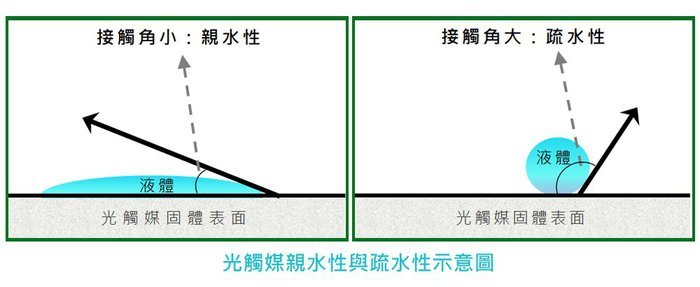 接觸角小：親水性
液體
光觸媒固體表面
接觸角大：疏水性
液體
光觸媒固體表面
光觸媒親水性與疏水性示意圖